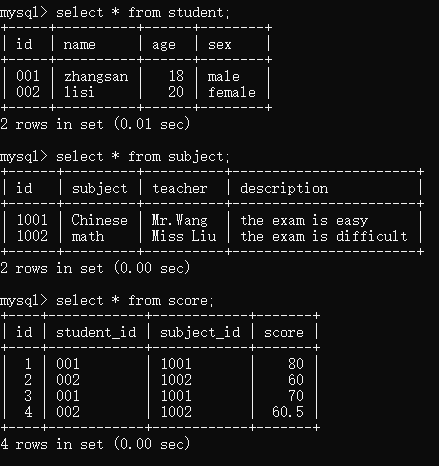 mysql> select * from student;
+------+----------+------+--------+
| id | name | age | sex |
+------+----------+------+--------+
| 001 | zhangsan | 18 | male |
| 002 | lisi | 20 | female |
+------+----------+------+--------+
2 rows in set (0.01 sec)
mysql> select * from subject;
+------+---------+----------+-----------------------+
| id | subject | teacher | description |
+------+---------+----------+-----------------------+
| 1001 | Chinese | Mr.Wang | the exam is easy |
| 1002 | math | Miss Liu | the exam is difficult |
+------+---------+----------+-----------------------+
2 rows in set (0.00 sec)
mysql> select * from score;
+----+------------+------------+-------+
| id | student_id | subject_id | score |
+----+------------+------------+-------+
| 1 | 001 | 1001 | 80 |
| 2 | 002 | 1002 | 60 |
| 3 | 001 | 1001 | 70 |
| 4 | 002 | 1002 | 60.5 |
+----+------------+------------+-------+
4 rows in set (0.00 sec)